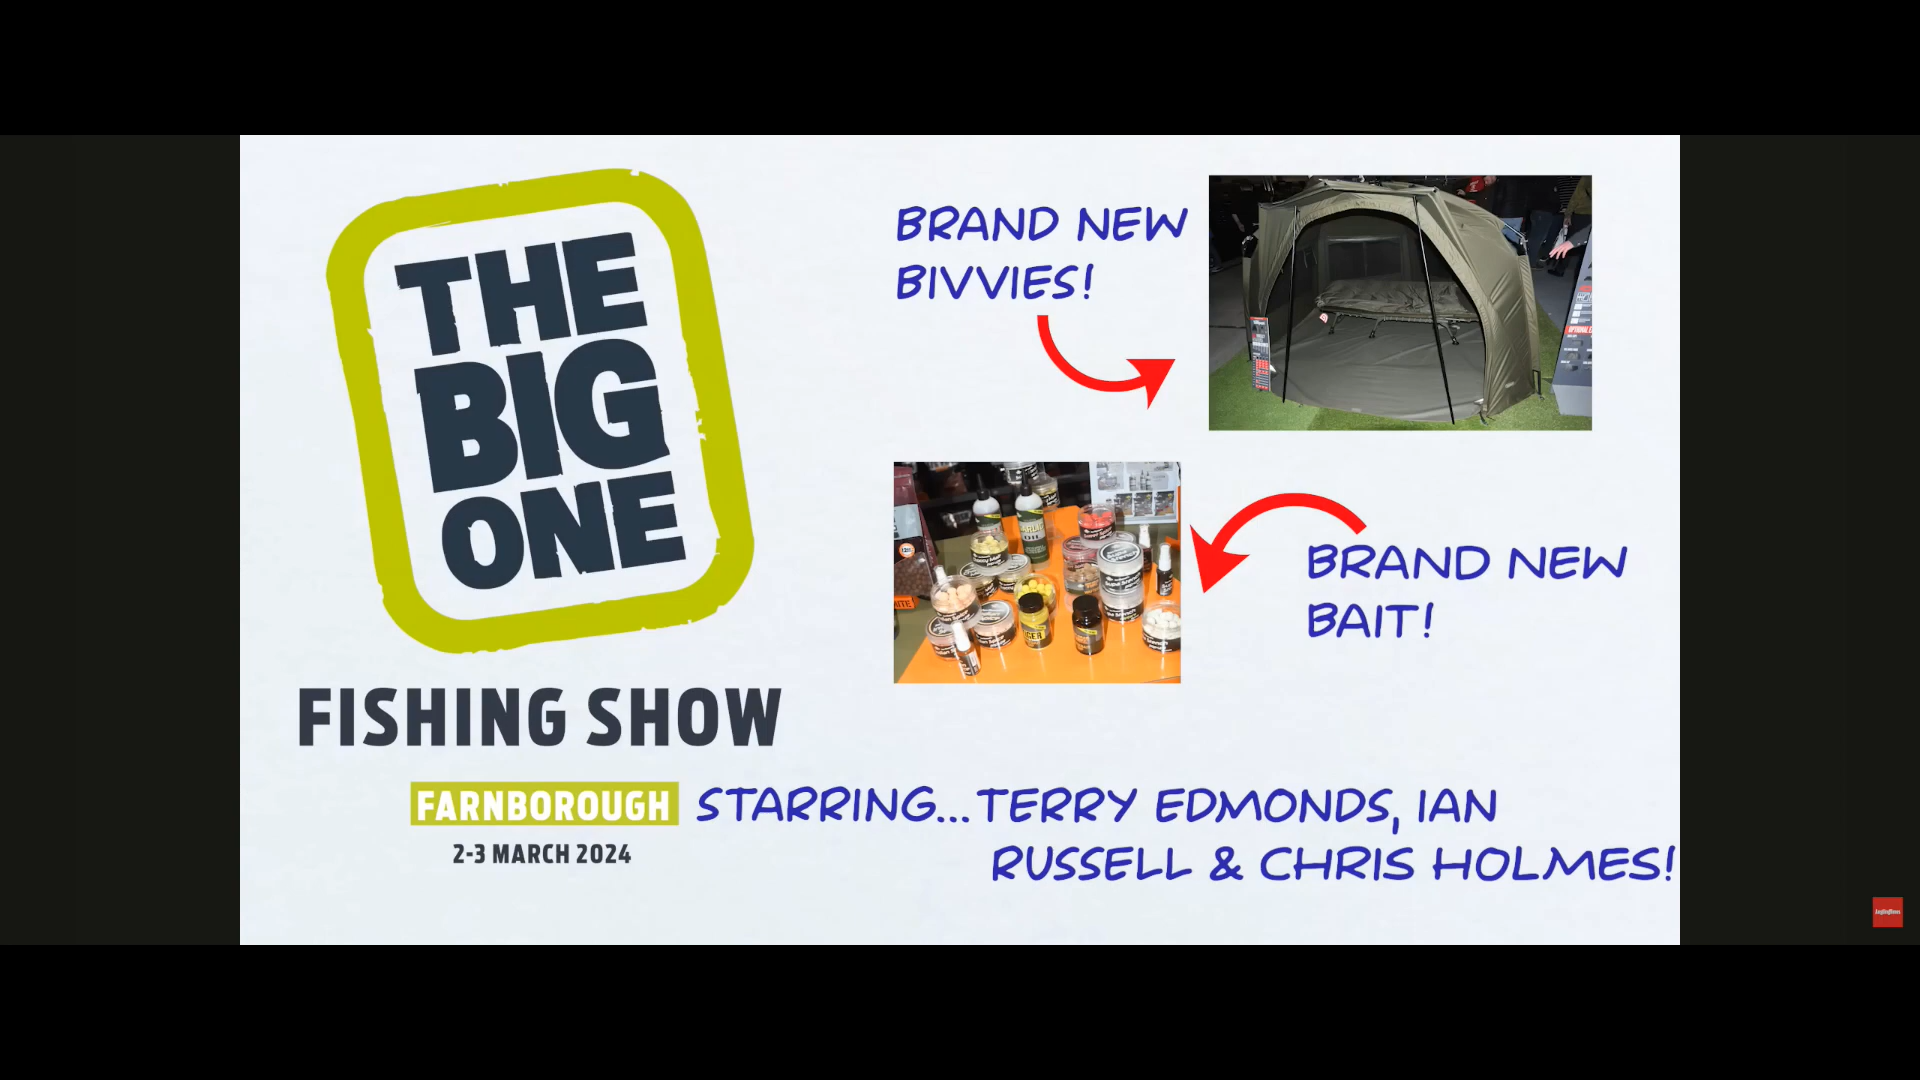 THE
BIG
ONE
FISHING SHOW
FARNBOROUGH
2-3 MARCH 2024
BRAND NEW
BIVVIES!
BRAND NEW
BAIT!
STARRING...TERRY EDMONDS, IAN
RUSSELL & CHRIS HOLMES!